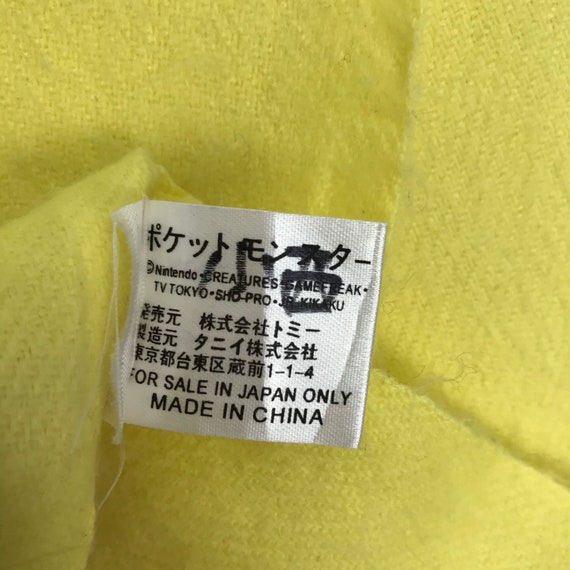 ポケットモンスター
©Nintendo・CREATURES・GAMEFREAK・
TV TOKYO・SHO-PRO・JR KIKAKU
発売元 株式会社トミー
製造元 タニイ株式会社
東京都台東区蔵前1-1-4
FOR SALE IN JAPAN ONLY
MADE IN CHINA